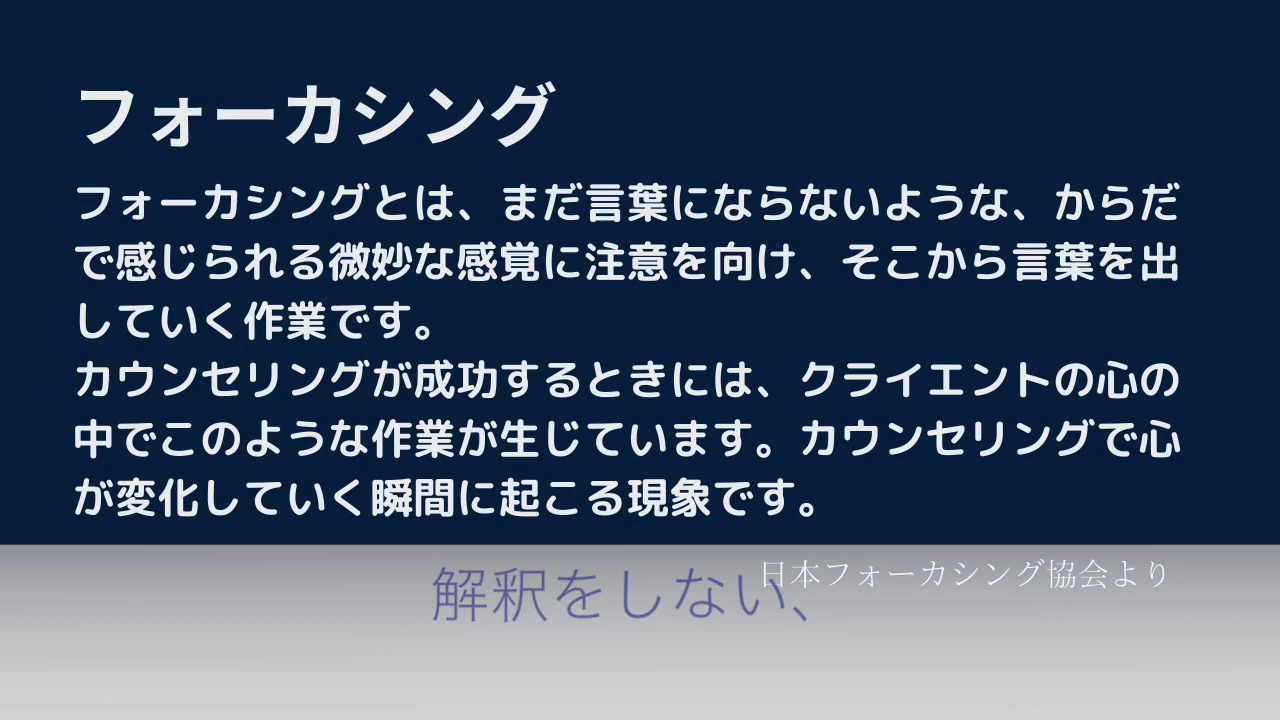 フォーカシング
フォーカシングとは、まだ言葉にならないような、からだ
で感じられる微妙な感覚に注意を向け、そこから言葉を出
していく作業です。
カウンセリングが成功するときには、クライエントの心の
中でこのような作業が生じています。カウンセリングで心
が変化していく瞬間に起こる現象です。
日本フォーカシング協会より
解釈をしない、